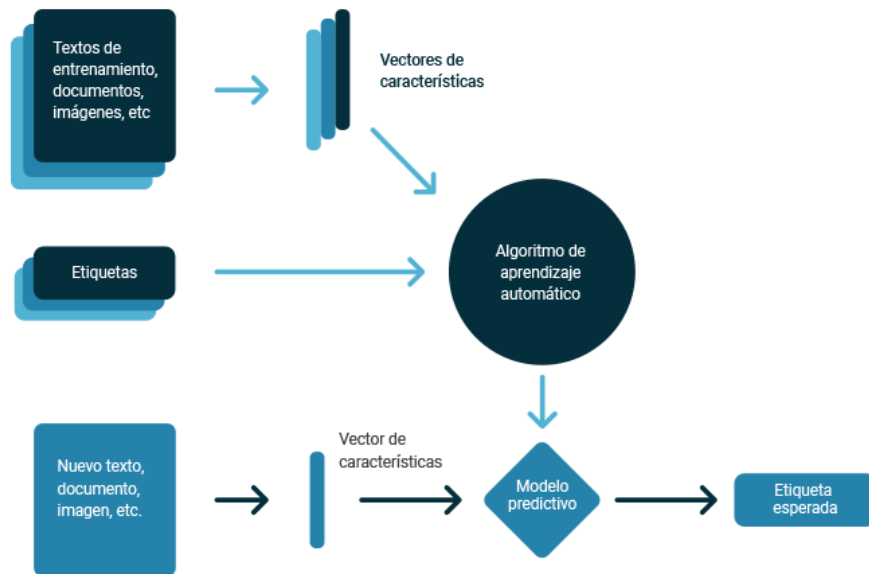 Textos de
entrenamiento,
documentos,
imágenes, etc
Vectores de
características
Etiquetas
Algoritmo de
aprendizaje
automático
Nuevo texto,
documento,
imagen, etc.
Vector de
características
Modelo
predictivo
Etiqueta
esperada